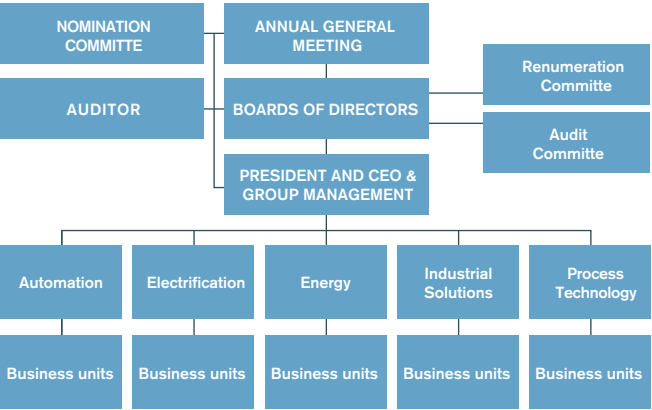 NOMINATION
COMMITTE
ANNUAL GENERAL
MEETING
Renumeration
Committe
AUDITOR
BOARDS OF DIRECTORS
Audit
Committe
PRESIDENT AND CEO &
GROUP MANAGEMENT
Automation
Electrification
Energy
Industrial
Solutions
Process
Technology
Business units
Business units
Business units
Business units
Business units